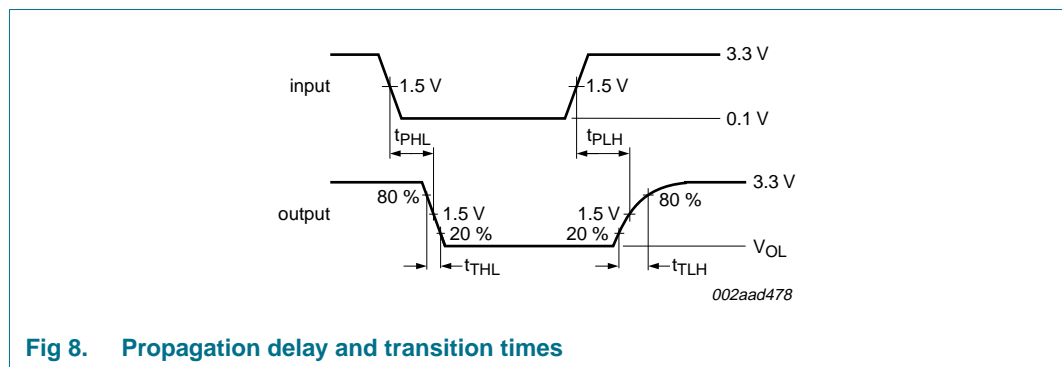 3.3 V
input
1.5 V
1.5 V
0.1 V
tPHL
tPLH
3.3 V
80 %
80 %
output
1.5 V
1.5 V
20 %
20 %
VOL
tTHL
tTLH
002aad478
Fig 8. Propagation delay and transition times